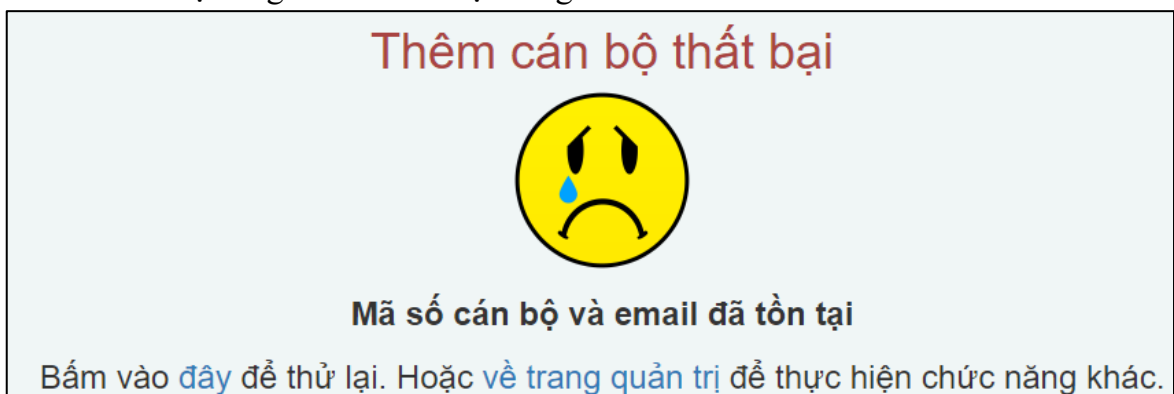 Thêm cán bộ thất bại
Mã số cán bộ và email đã tồn tại
Bấm vào đây để thử lại. Hoặc về trang quản trị để thực hiện chức năng khác.